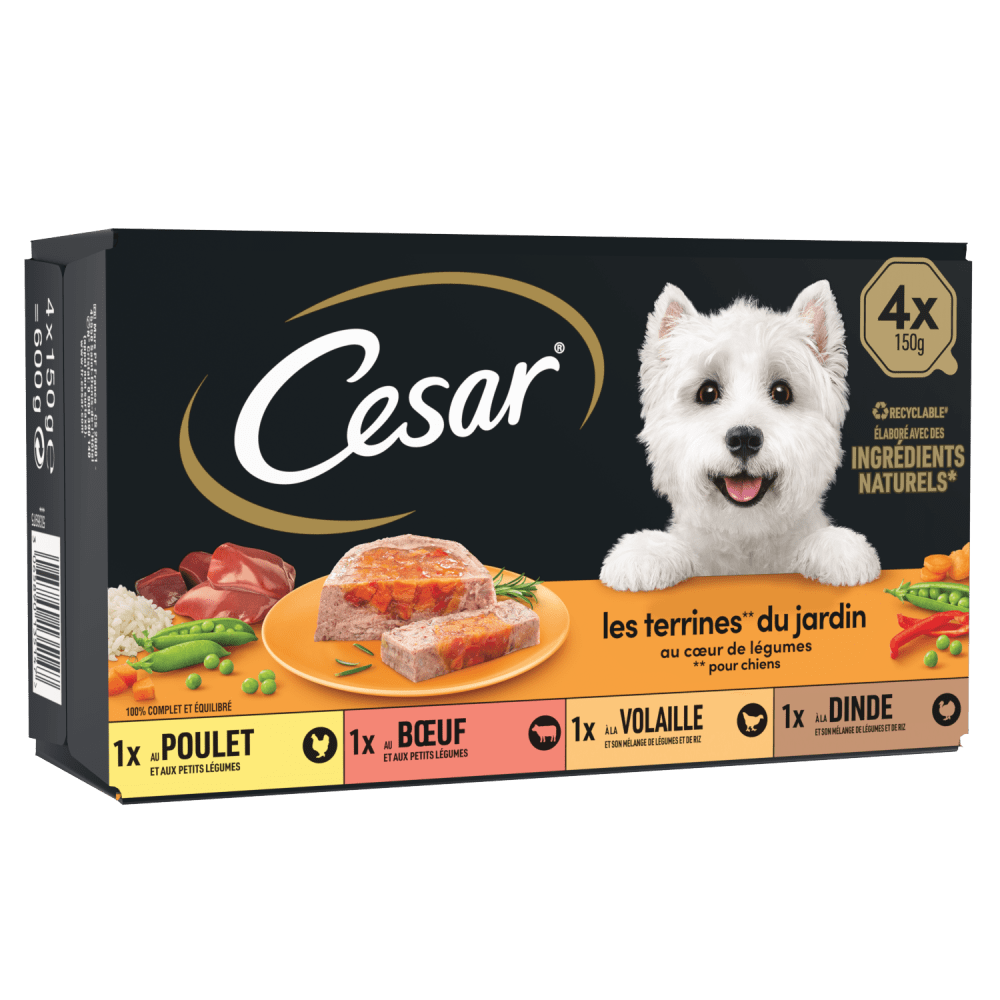 Cesar®
4x
150g
RECYCLABLE#
ÉLABORÉ AVEC DES
INGRÉDIENTS
NATURELS*
les terrines** du jardin
au cœur de légumes
** pour chiens
100% COMPLET ET ÉQUILIBRÉ
1x AU POULET
ET AUX PETITS LÉGUMES
1x AU BŒUF
ET AUX PETITS LÉGUMES
1x À LA VOLAILLE
ET SON MÉLANGE DE LÉGUMES ET DE RIZ
1x À LA DINDE
ET SON MÉLANGE DE LÉGUMES ET DE RIZ
4 x 150g e
= 600g